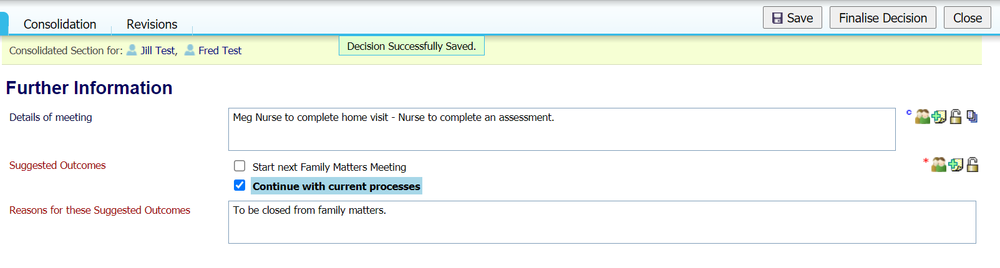 Consolidation Revisions Save Finalise Decision Close
Consolidated Section for: Jill Test, Fred Test Decision Successfully Saved.
Further Information
Details of meeting Meg Nurse to complete home visit - Nurse to complete an assessment. c
Suggested Outcomes Start next Family Matters Meeting *
Continue with current processes
Reasons for these Suggested Outcomes To be closed from family matters.